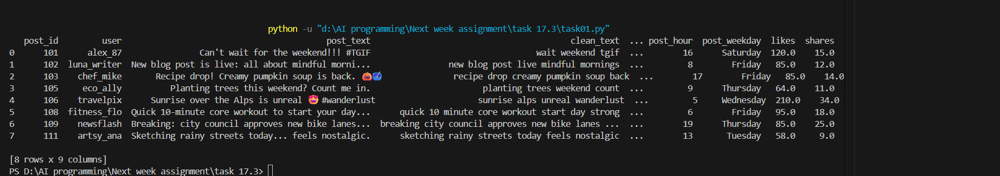 python -u "d:\AI programming\Next week assignment\task 17.3\task01.py"
post_id user post_text clean_text ... post_hour post_weekday likes shares
0 101 alex_87 Can't wait for the weekend!!! #TGIF wait weekend tgif ... 16 Saturday 120.0 15.0
1 102 luna_writer New blog post is live: all about mindful morni... new blog post live mindful mornings ... 8 Friday 85.0 12.0
2 103 chef_mike Recipe drop! Creamy pumpkin soup is back. 🎃🥣 recipe drop creamy pumpkin soup back ... 17 Friday 85.0 14.0
3 105 eco_ally Planting trees this weekend? Count me in. planting trees weekend count ... 9 Thursday 64.0 11.0
4 106 travelpix Sunrise over the Alps is unreal 🤩 #wanderlust sunrise alps unreal wanderlust ... 5 Wednesday 210.0 34.0
5 108 fitness_flo Quick 10-minute core workout to start your day... quick 10 minute core workout start day strong ... 6 Friday 95.0 18.0
6 109 newsflash Breaking: city council approves new bike lanes... breaking city council approves new bike lanes ... ... 19 Thursday 85.0 25.0
7 111 artsy_ana Sketching rainy streets today... feels nostalgic. sketching rainy streets today feels nostalgic ... 13 Tuesday 58.0 9.0
[8 rows x 9 columns]
PS D:\AI programming\Next week assignment\task 17.3>